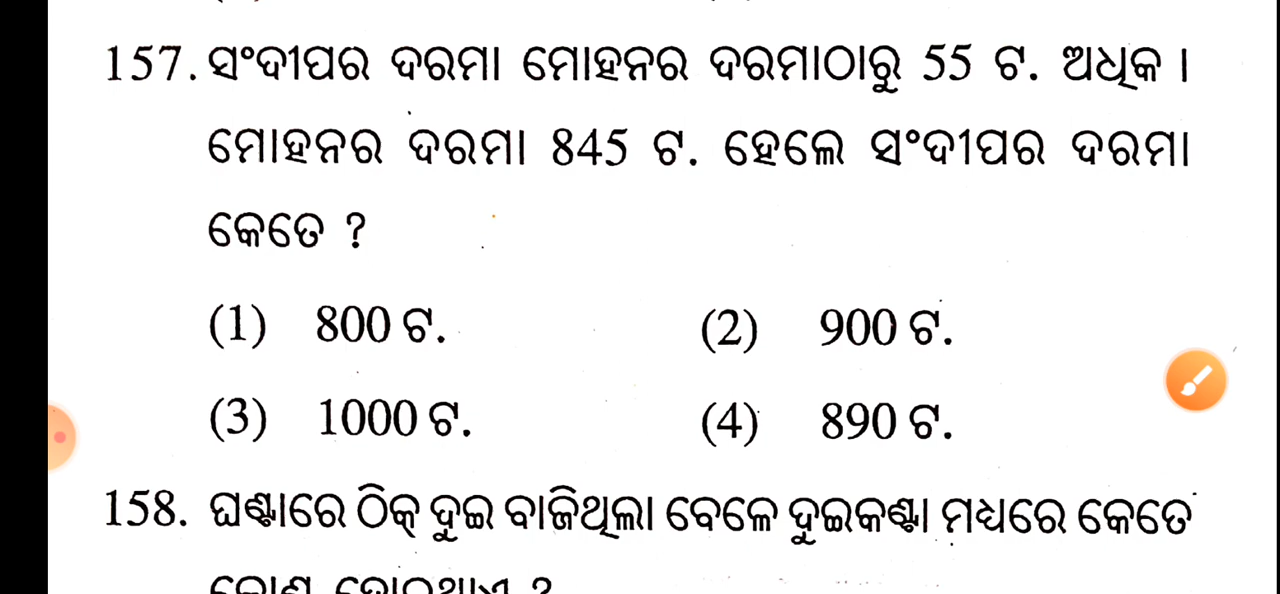 157. ସଂଦୀପର ଦରମା ମୋହନର ଦରମାଠାରୁ 55 ଟ. ଅଧିକ ।
ମୋହନର ଦରମା 845 ଟ. ହେଲେ ସଂଦୀପର ଦରମା
କେତେ ?
(1) 800 ଟ. (2) 900 ଟ.
(3) 1000 ଟ. (4) 890 ଟ.
158. ଘଣ୍ଟାରେ ଠିକ୍ ଦୁଇ ବାଜିଥିଲା ବେଳେ ଦୁଇକଣ୍ଟା ମଧ୍ୟରେ କେତେ